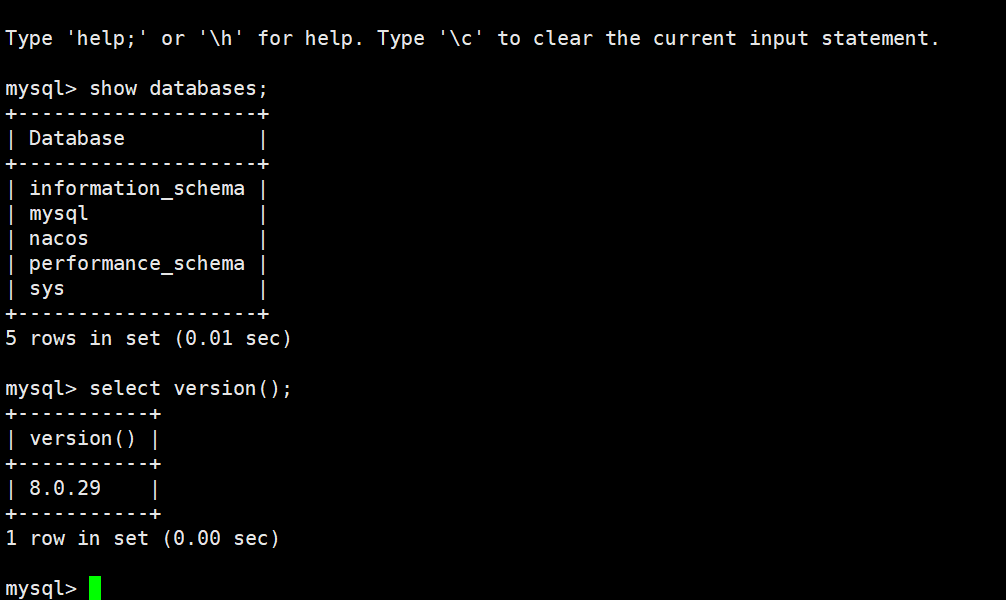 Type 'help;' or '\h' for help. Type '\c' to clear the current input statement.
mysql> show databases;
+--------------------+
| Database           |
+--------------------+
| information_schema |
| mysql              |
| nacos              |
| performance_schema |
| sys                |
+--------------------+
5 rows in set (0.01 sec)
mysql> select version();
+-----------+
| version() |
+-----------+
| 8.0.29    |
+-----------+
1 row in set (0.00 sec)
mysql>